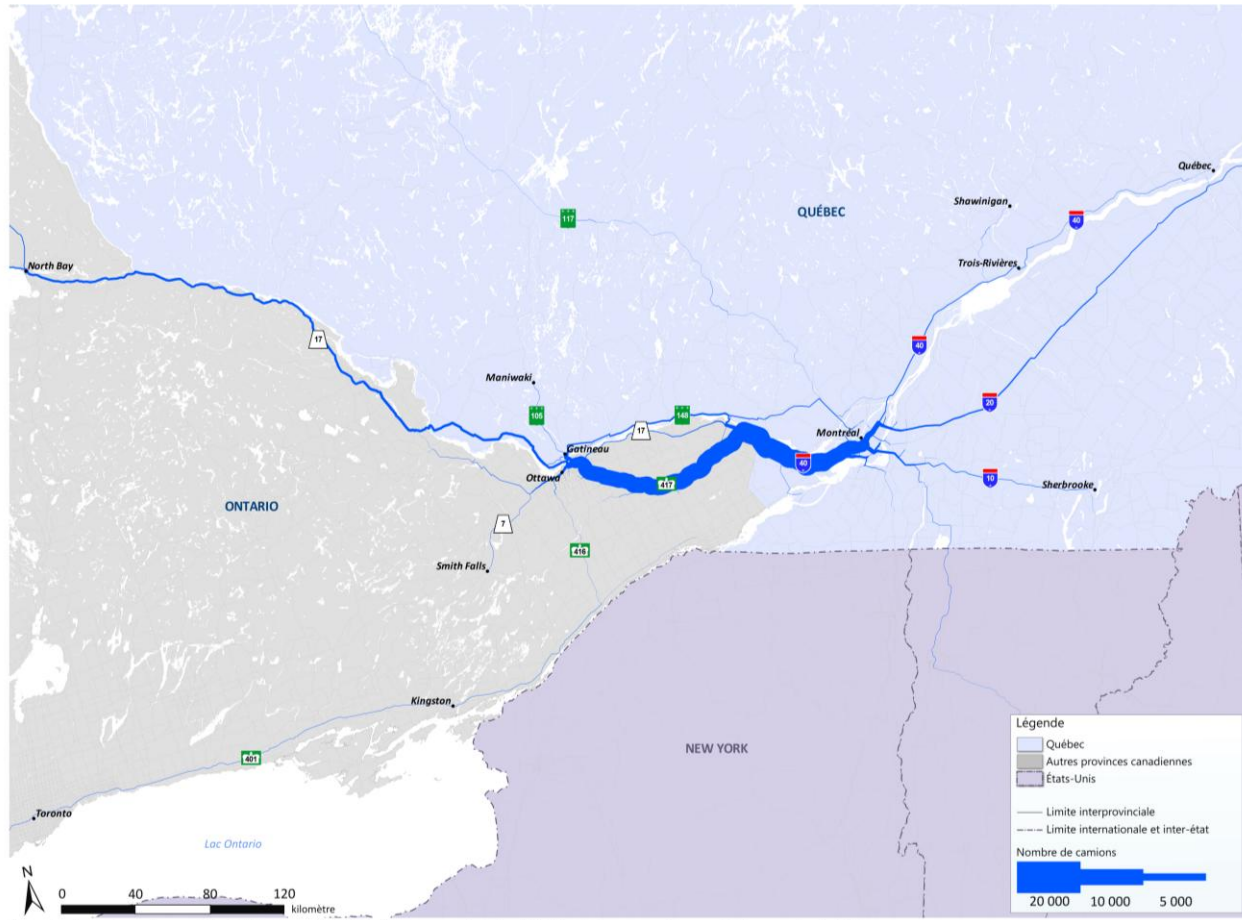 Québec
Shawinigan
QUÉBEC
117
40
North Bay
Trois-Rivières
17
40
Maniwaki
20
105
148
17
Montréal
Gatineau
40
Ottawa
417
10
Sherbrooke
ONTARIO
7
416
Smith Falls
Kingston
NEW YORK
401
Toronto
Lac Ontario
N
0 40 80 120
kilomètre
Légende
Québec
Autres provinces canadiennes
États-Unis
Limite interprovinciale
Limite internationale et inter-état
Nombre de camions
20 000 10 000 5 000